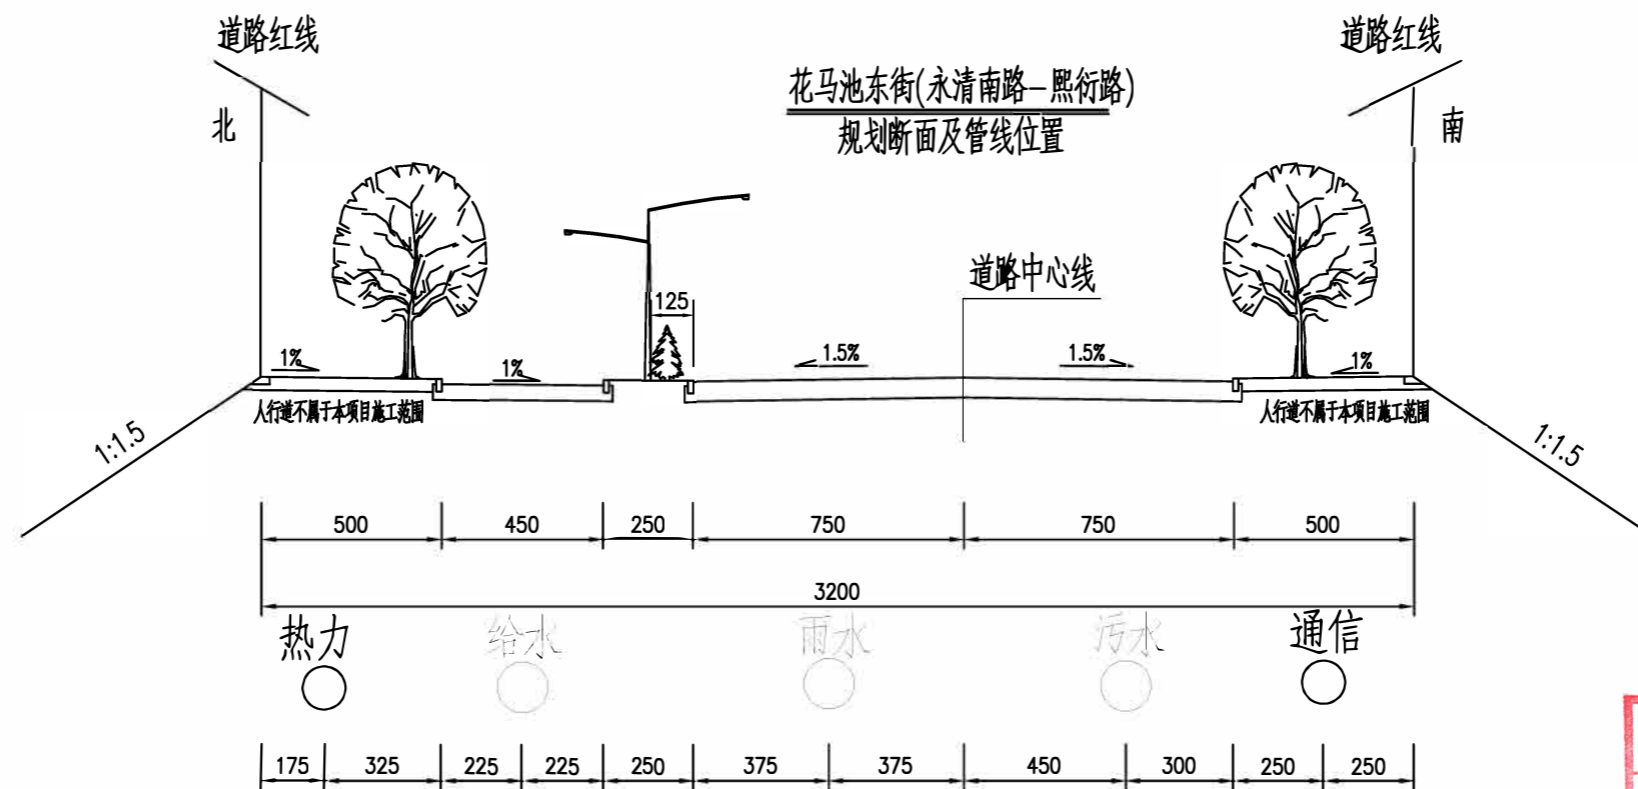 道路红线
道路红线
花马池东街(永清南路-熙衍路)
规划断面及管线位置
北
南
道路中心线
125
1%
1%
1.5%
1.5%
1%
人行道不属于本项目施工范围
人行道不属于本项目施工范围
1:1.5
1:1.5
500 450 250 750 750 500
3200
热力 给水 雨水 污水 通信
175 325 225 225 250 375 375 450 300 250 250